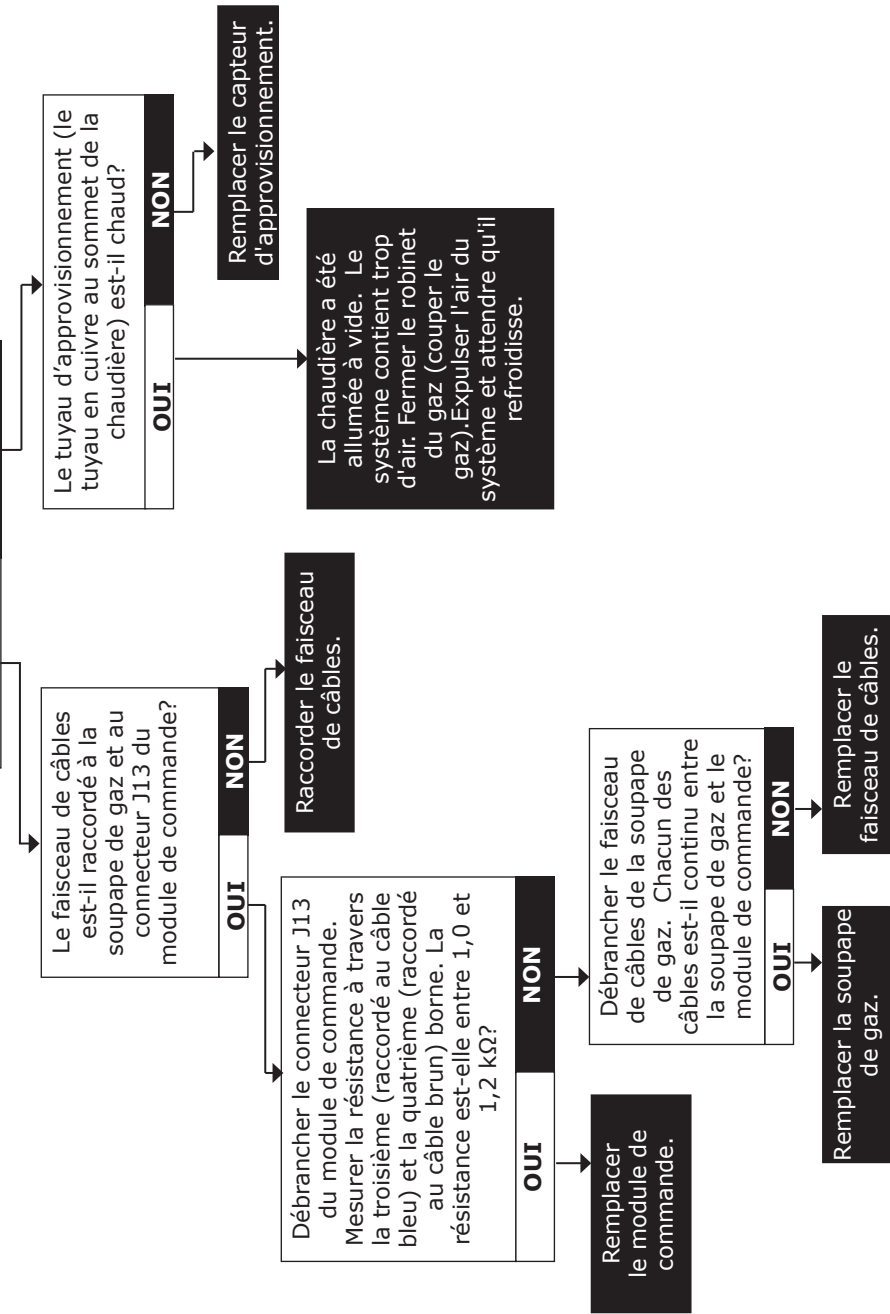 Le faisceau de câbles
est-il raccordé à la
soupape de gaz et au
connecteur J13 du
module de commande?
OUI
NON
Raccorder le faisceau
de câbles.
Débrancher le connecteur J13
du module de commande.
Mesurer la résistance à travers
la troisième (raccordé au câble
bleu) et la quatrième (raccordé
au câble brun) borne. La
résistance est-elle entre 1,0 et
1,2 kΩ?
OUI
NON
Remplacer
le module de
commande.
Débrancher le faisceau
de câbles de la soupape
de gaz.  Chacun des
câbles est-il continu entre
la soupape de gaz et le
module de commande?
OUI
NON
Remplacer la soupape
de gaz.
Remplacer le
faisceau de câbles.
Le tuyau d'approvisionnement (le
tuyau en cuivre au sommet de la
chaudière) est-il chaud?
OUI
NON
Remplacer le capteur
d'approvisionnement.
La chaudière a été
allumée à vide.  Le
système contient trop
d'air. Fermer le robinet
du gaz (couper le
gaz).Expulser l'air du
système et attendre qu'il
refroidisse.